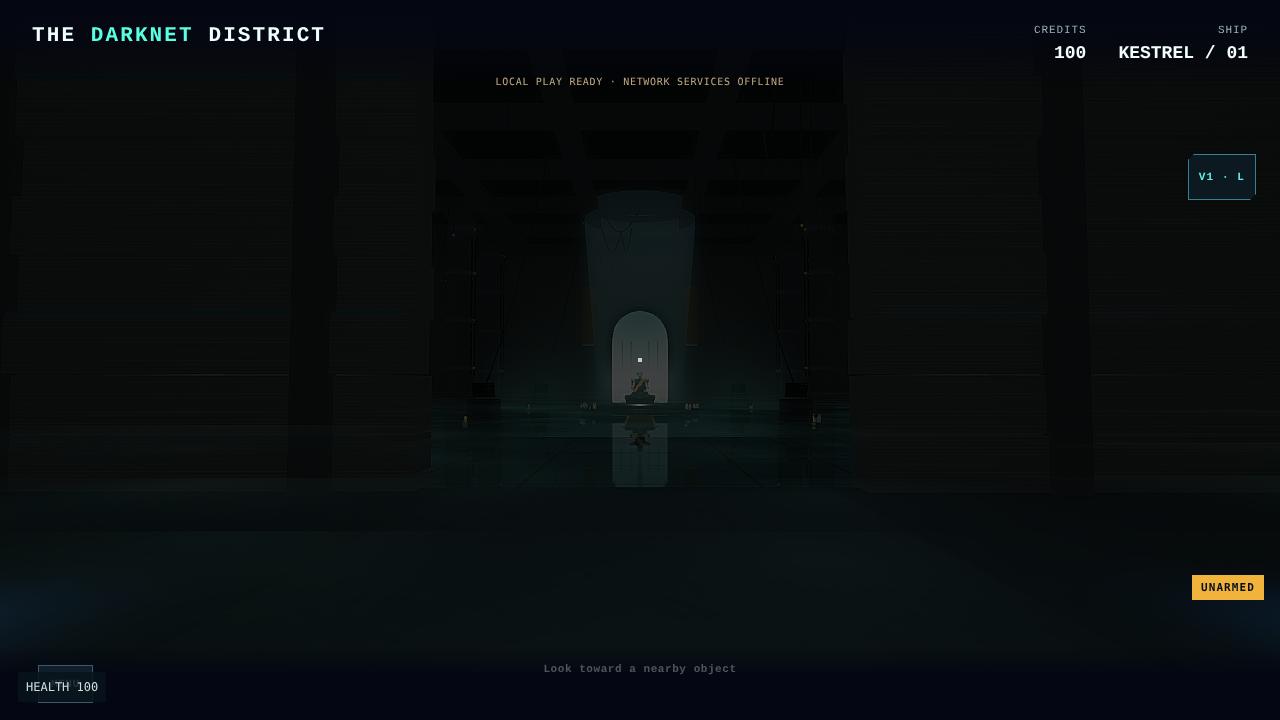 THE DARKNET DISTRICT
CREDITS
100
SHIP
KESTREL / 01
LOCAL PLAY READY · NETWORK SERVICES OFFLINE
V1 · L
UNARMED
Look toward a nearby object
HEALTH 100